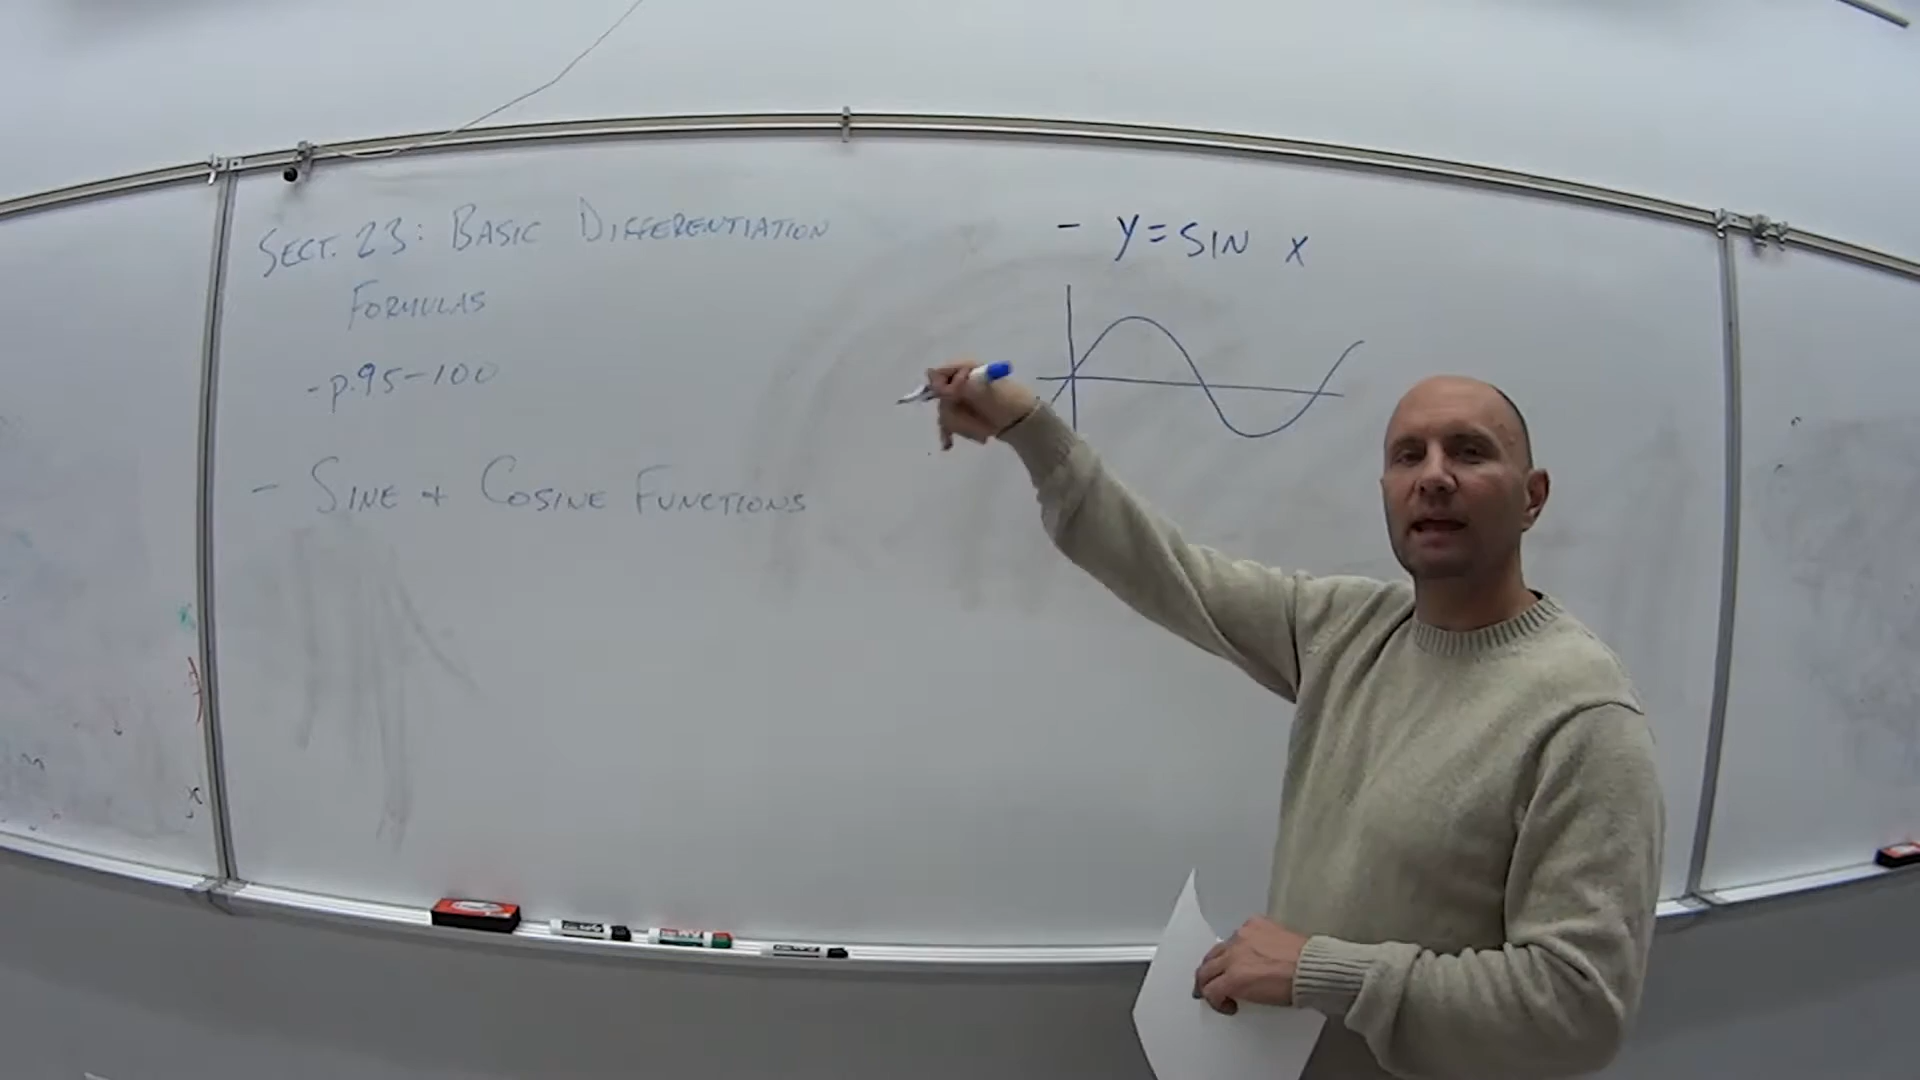 SECT. 23: BASIC DIFFERENTIATION
FORMULAS
- p.95-100
- SINE + COSINE FUNCTIONS
- y = SIN x